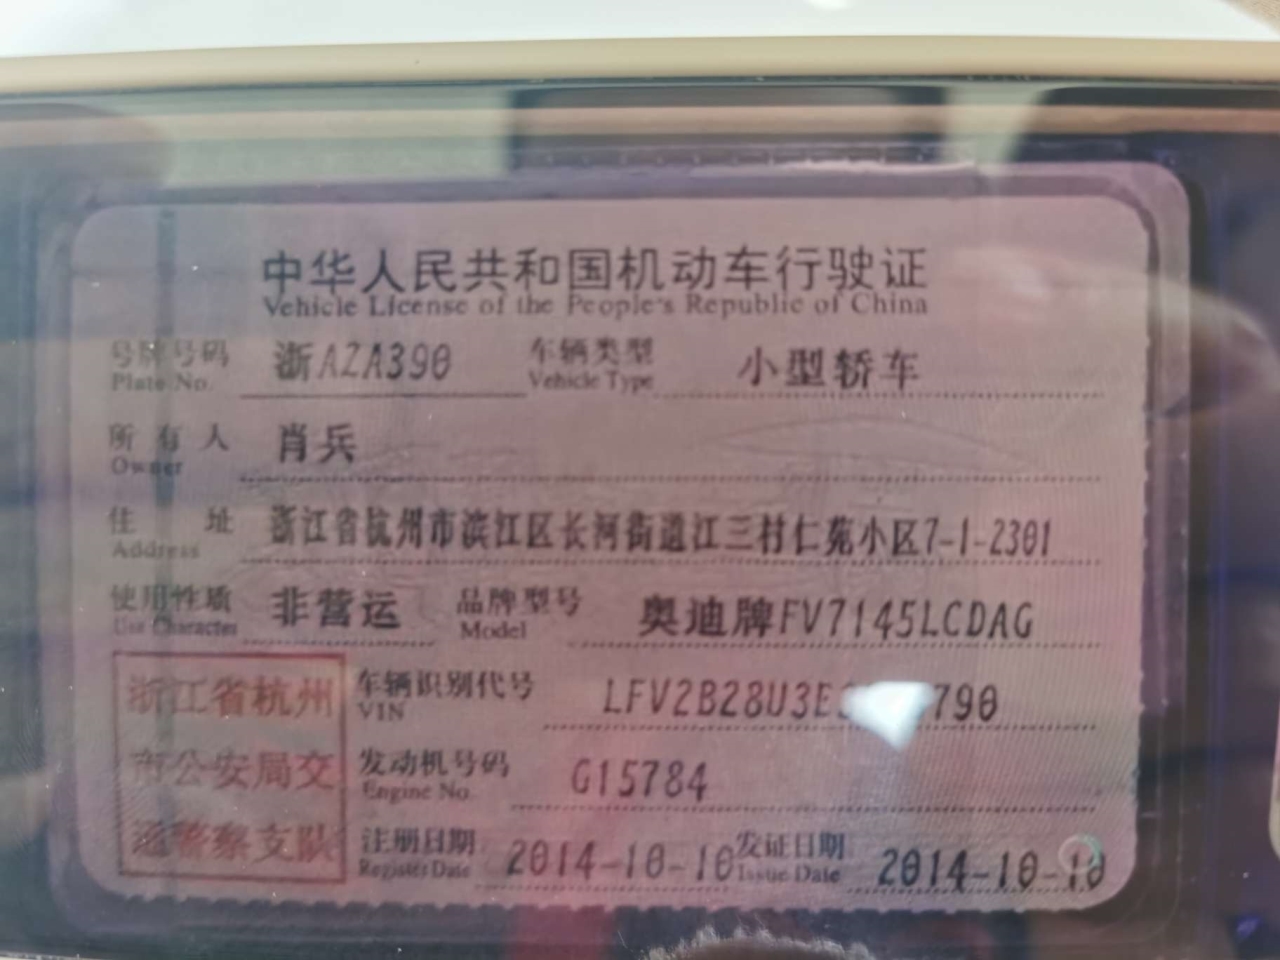 中华人民共和国机动车行驶证
Vehicle License of the People's Republic of China
号牌号码 浙AZA390 车辆类型 小型轿车
Plate No. Vehicle Type
所有人 肖兵
Owner
住址 浙江省杭州市滨江区长河街道江三村仁苑小区7-1-2301
Address
使用性质 非营运 品牌型号 奥迪牌FV7145LCDAG
Use Character Model
浙江省杭州
市公安局交
通警察支队
车辆识别代号 LFV2B28U3E 790
VIN
发动机号码 G15784
Engine No.
注册日期 2014-10-10 发证日期 2014-10-10
Register Date Issue Date